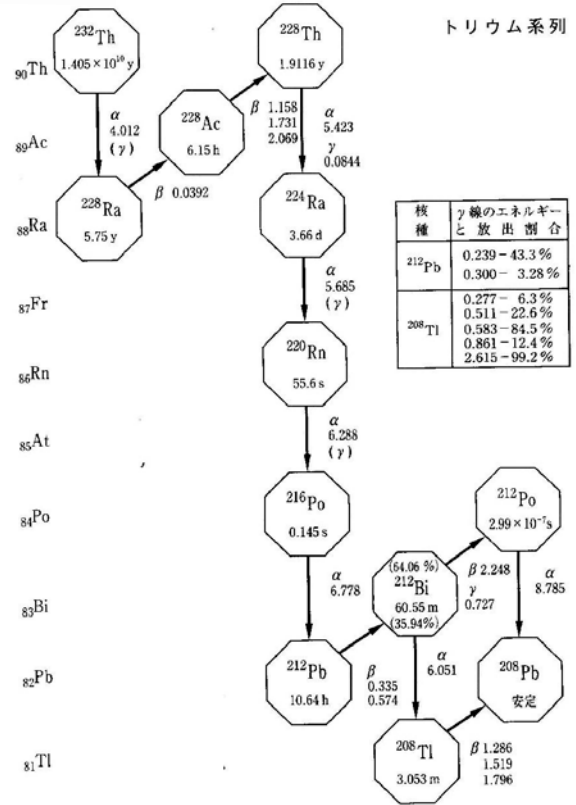 トリウム系列
₉₀Th
²³²Th
1.405×10¹⁰ y
²²⁸Th
1.9116 y
α
4.012
(γ)
₈₉Ac
²²⁸Ac
6.15 h
β 1.158
1.731
2.069
α
5.423
γ
0.0844
₈₈Ra
²²⁸Ra
5.75 y
β 0.0392
²²⁴Ra
3.66 d
核種
γ線のエネルギーと放出割合
²¹²Pb
0.239-43.3%
0.300- 3.28%
²⁰⁸Tl
0.277- 6.3%
0.511-22.6%
0.583-84.5%
0.861-12.4%
2.615-99.2%
α
5.685
(γ)
₈₇Fr
₈₆Rn
²²⁰Rn
55.6 s
α
6.288
(γ)
₈₅At
₈₄Po
²¹⁶Po
0.145 s
²¹²Po
2.99×10⁻⁷s
α
6.778
₈₃Bi
(64.06 %)
²¹²Bi
60.55 m
(35.94%)
β 2.248
γ
0.727
α
8.785
₈₂Pb
²¹²Pb
10.64 h
β
0.335
0.574
α
6.051
²⁰⁸Pb
安定
₈₁Tl
²⁰⁸Tl
3.053 m
β 1.286
1.519
1.796